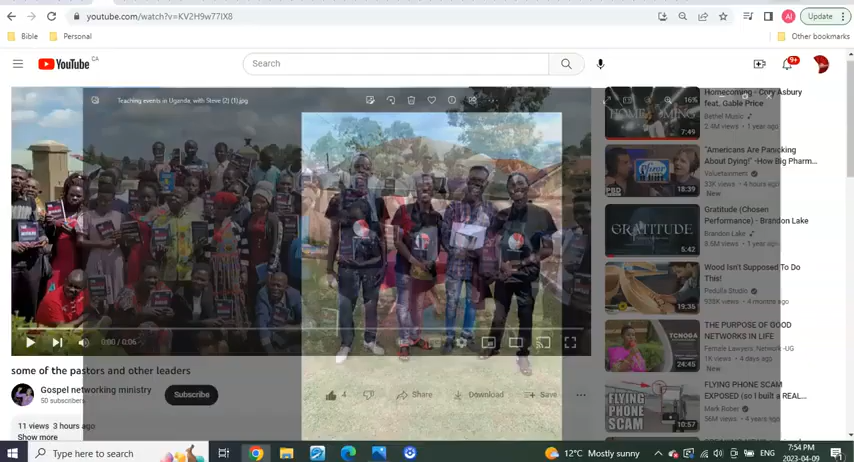 youtube.com/watch?v=KV2H9w77IX8
Update
Bible
Personal
Other bookmarks
YouTube CA
Search
9+
Teaching events in Uganda, with Steve (2) (1).jpg
16%
Homecoming - Cory Asbury
feat. Gable Price
Bethel Music
2.4M views • 1 year ago
7:49
"Americans Are Panicking
About Dying!" -How Big Pharm...
Valuetainment
33K views • 4 hours ago
New
PBD
18:39
Gratitude (Chosen
Performance) - Brandon Lake
Brandon Lake
8.6M views • 1 year ago
GRATITUDE
5:42
Wood Isn't Supposed To Do
This!
Pedulla Studio
938K views • 4 months ago
19:35
THE PURPOSE OF GOOD
NETWORKS IN LIFE
Female Lawyers' Network -UG
1K views • 4 days ago
New
24:45
FLYING PHONE SCAM
EXPOSED (so I built a REAL...
Mark Rober
56M views • 4 years ago
FLYING
PHONE
SCAM
10:57
0:00 / 0:06
some of the pastors and other leaders
Gospel networking ministry
50 subscribers
Subscribe
4
Share
Download
Save
11 views 3 hours ago
Show more
Type here to search
12°C Mostly sunny
ENG
7:54 PM
2023-04-09
1